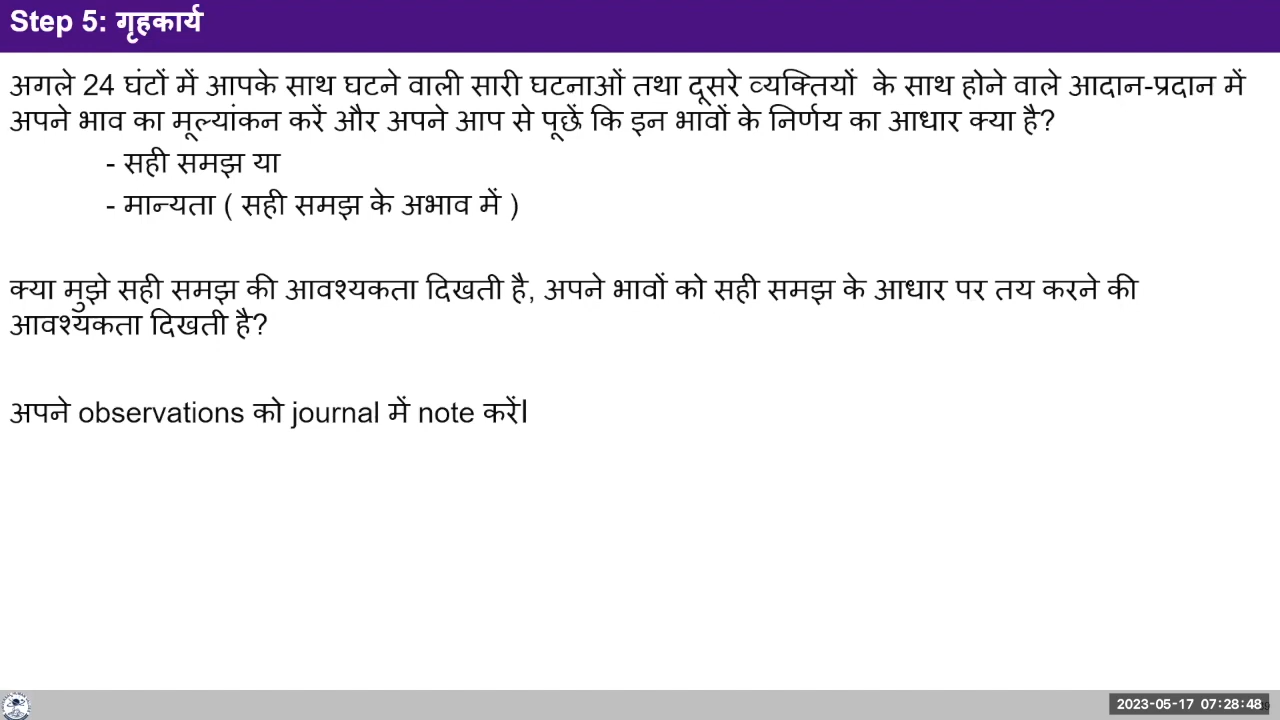 Step 5: गृहकार्य
अगले 24 घंटों में आपके साथ घटने वाली सारी घटनाओं तथा दूसरे व्यक्तियों के साथ होने वाले आदान-प्रदान में
अपने भाव का मूल्यांकन करें और अपने आप से पूछें कि इन भावों के निर्णय का आधार क्या है?
- सही समझ या
- मान्यता ( सही समझ के अभाव में )
क्या मुझे सही समझ की आवश्यकता दिखती है, अपने भावों को सही समझ के आधार पर तय करने की
आवश्यकता दिखती है?
अपने observations को journal में note करें।
2023-05-17 07:28:48